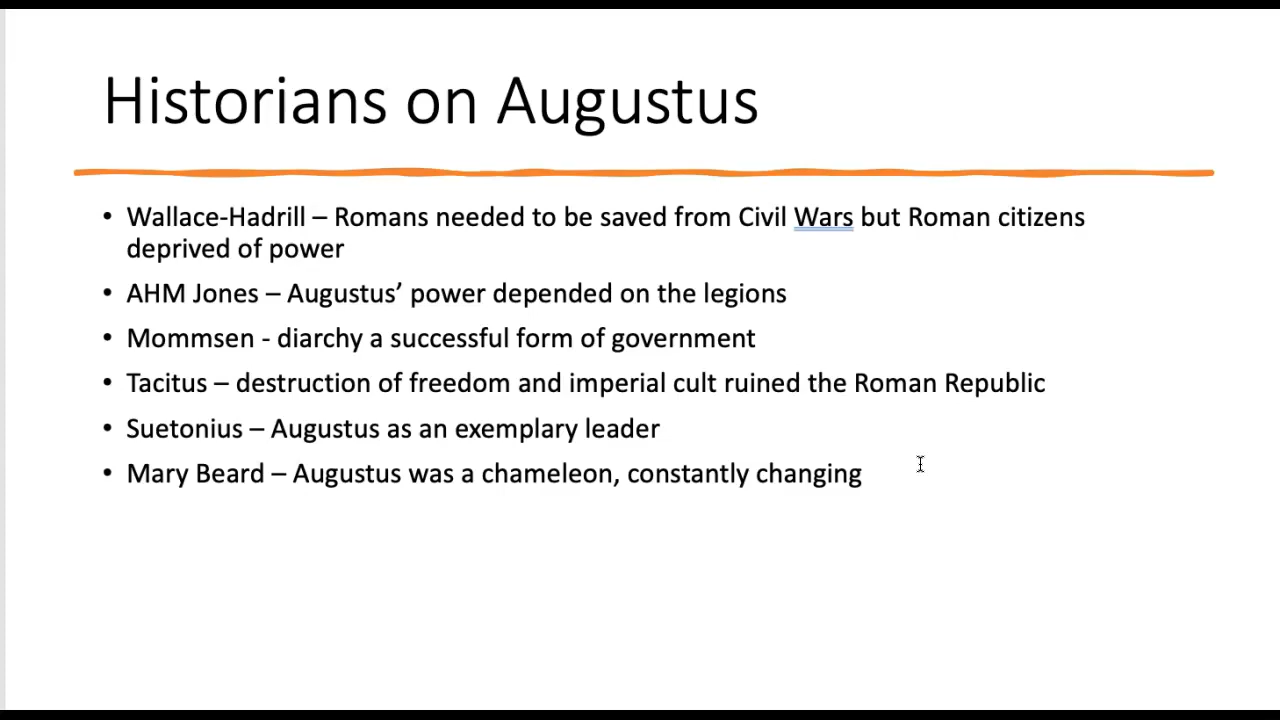 Historians on Augustus
• Wallace-Hadrill – Romans needed to be saved from Civil Wars but Roman citizens
deprived of power
• AHM Jones – Augustus’ power depended on the legions
• Mommsen - diarchy a successful form of government
• Tacitus – destruction of freedom and imperial cult ruined the Roman Republic
• Suetonius – Augustus as an exemplary leader
• Mary Beard – Augustus was a chameleon, constantly changing